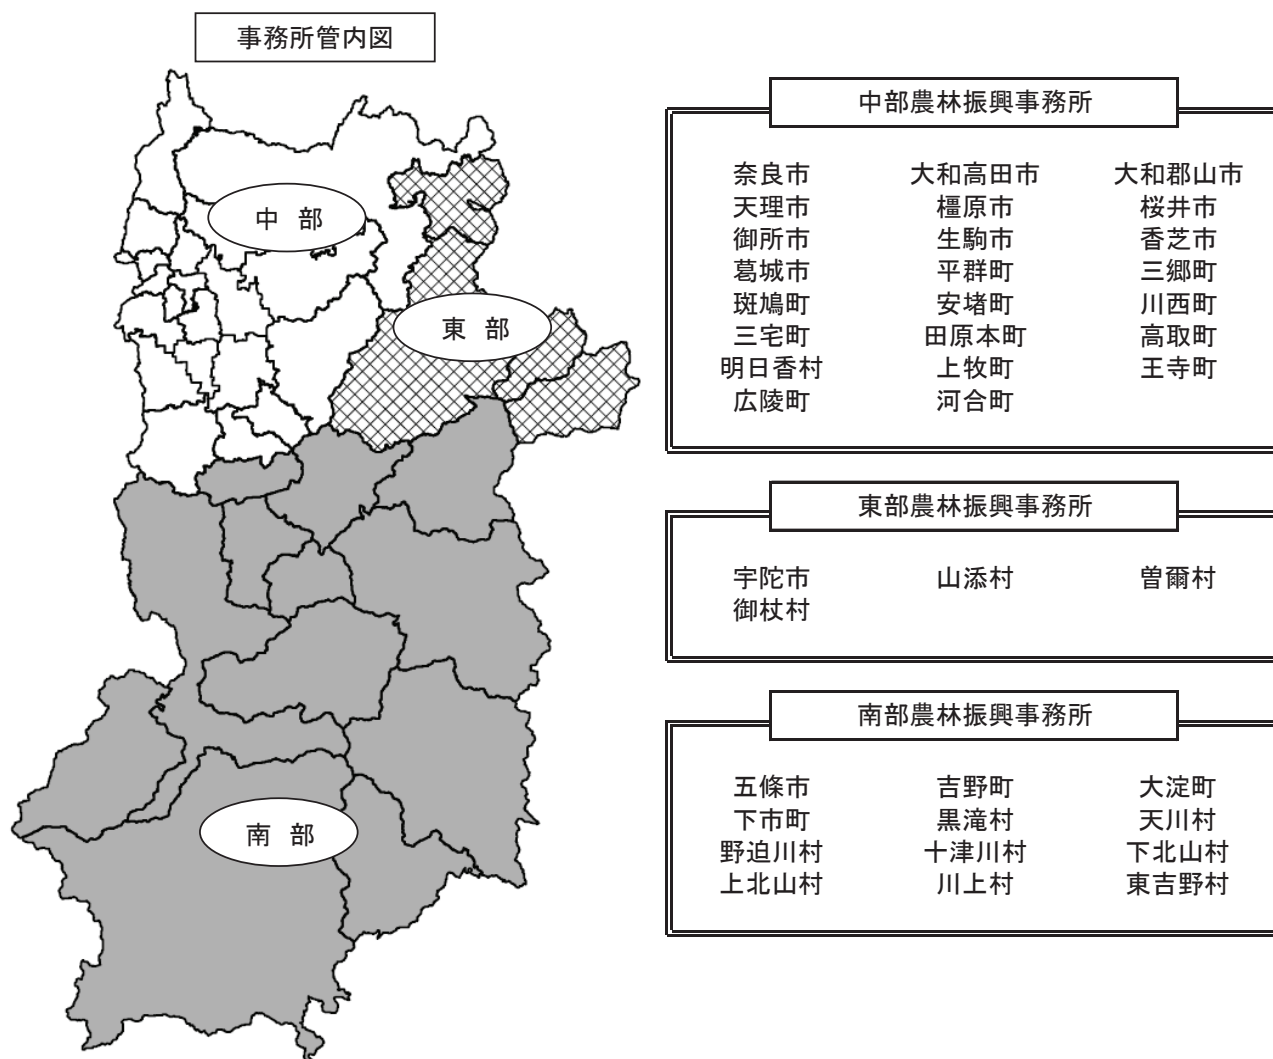 事務所管内図
中部
東部
南部
中部農林振興事務所
奈良市 大和高田市 大和郡山市
天理市 橿原市 桜井市
御所市 生駒市 香芝市
葛城市 平群町 三郷町
斑鳩町 安堵町 川西町
三宅町 田原本町 高取町
明日香村 上牧町 王寺町
広陵町 河合町
東部農林振興事務所
宇陀市 山添村 曽爾村
御杖村
南部農林振興事務所
五條市 吉野町 大淀町
下市町 黒滝村 天川村
野迫川村 十津川村 下北山村
上北山村 川上村 東吉野村